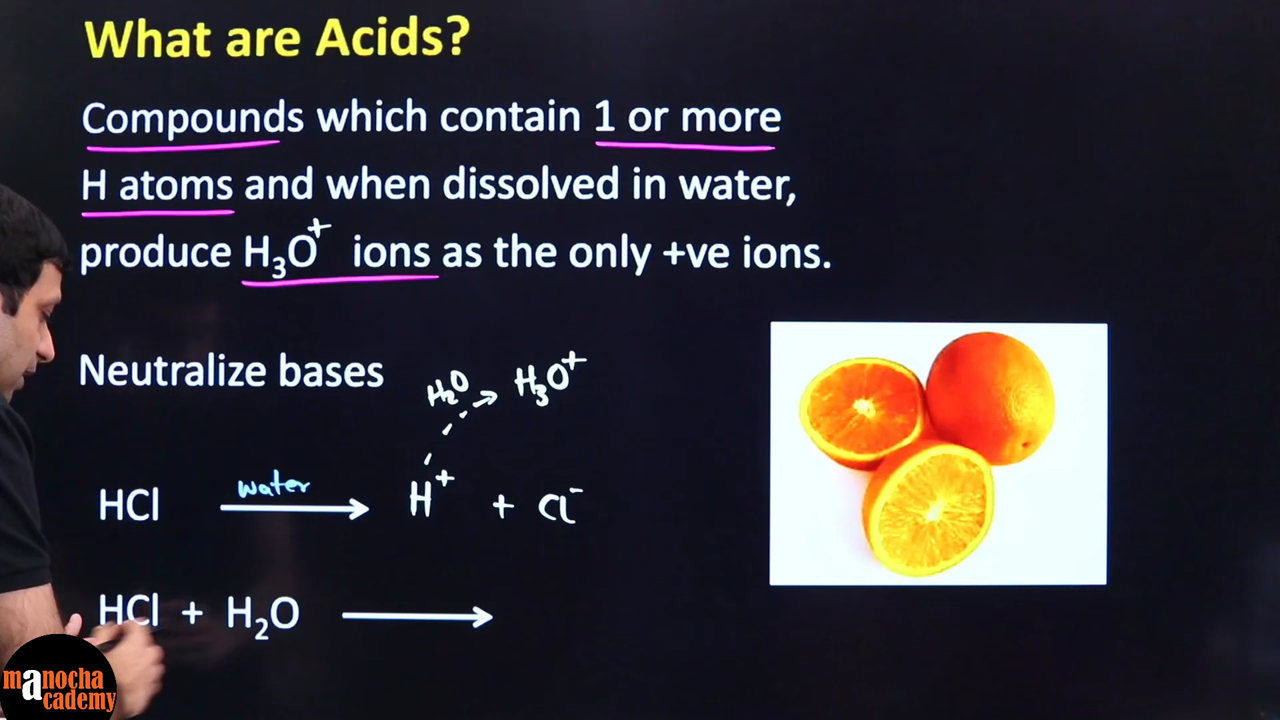 What are Acids?
Compounds which contain 1 or more
H atoms and when dissolved in water,
produce H₃O⁺ ions as the only +ve ions.
Neutralize bases
H₂O → H₃O⁺
HCl water → H⁺ + Cl⁻
HCl + H₂O →
manocha
academy